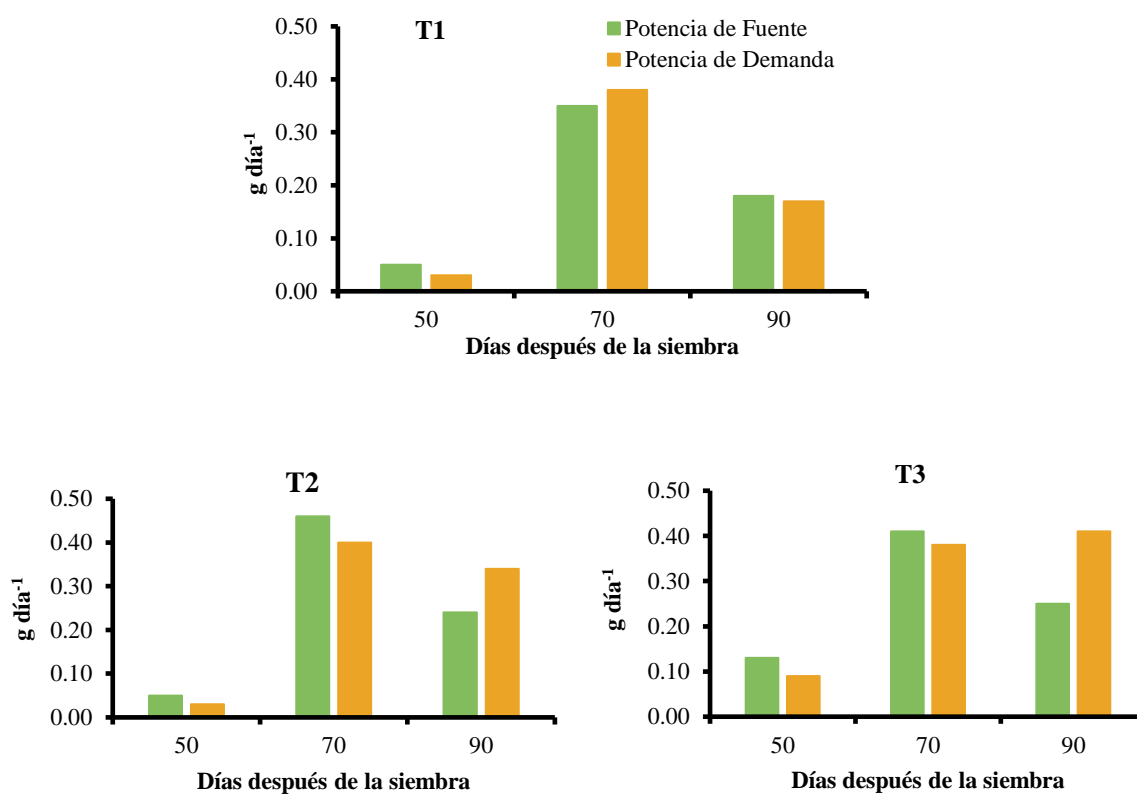 T1
Potencia de Fuente
Potencia de Demanda
0.50
0.40
0.30
0.20
0.10
0.00
g día⁻¹
50 70 90
Días después de la siembra
T2
0.50
0.40
0.30
0.20
0.10
0.00
g día⁻¹
50 70 90
Días después de la siembra
T3
0.50
0.40
0.30
0.20
0.10
0.00
g día⁻¹
50 70 90
Días después de la siembra